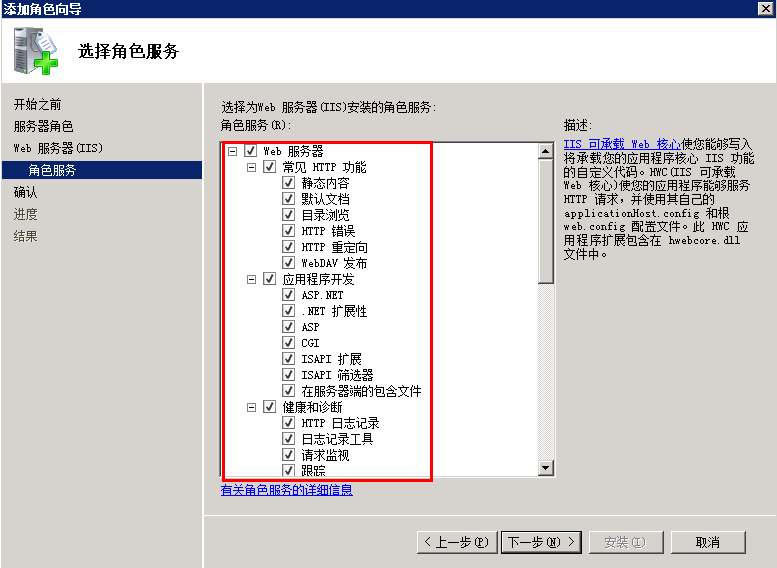 添加角色向导
选择角色服务
开始之前
服务器角色
Web 服务器(IIS)
角色服务
确认
进度
结果
选择为Web 服务器(IIS)安装的角色服务:
角色服务(R):
Web 服务器
常见 HTTP 功能
静态内容
默认文档
目录浏览
HTTP 错误
HTTP 重定向
WebDAV 发布
应用程序开发
ASP.NET
.NET 扩展性
ASP
CGI
ISAPI 扩展
ISAPI 筛选器
在服务器端的包含文件
健康和诊断
HTTP 日志记录
日志记录工具
请求监视
跟踪
有关角色服务的详细信息
描述:
IIS 可承载 Web 核心使您能够写入
将承载您的应用程序核心 IIS 功能
的自定义代码。HWC(IIS 可承载
Web 核心)使您的应用程序能够服务
HTTP 请求，并使用其自己的
applicationHost.config 和根
web.config 配置文件。此 HWC 应
用程序扩展包含在 hwebcore.dll
文件中。
< 上一步(P)
下一步(N) >
安装(I)
取消